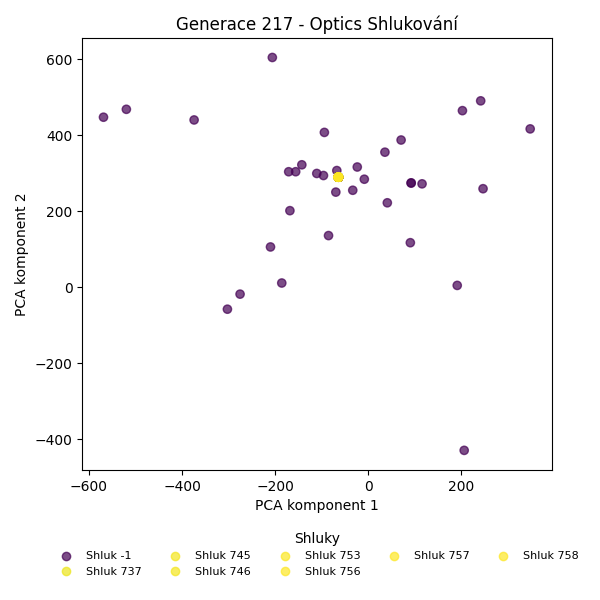 Generace 217 - Optics Shlukování
PCA komponent 2
600
400
200
0
−200
−400
−600
−400
−200
0
200
PCA komponent 1
Shluky
Shluk -1
Shluk 745
Shluk 753
Shluk 757
Shluk 758
Shluk 737
Shluk 746
Shluk 756